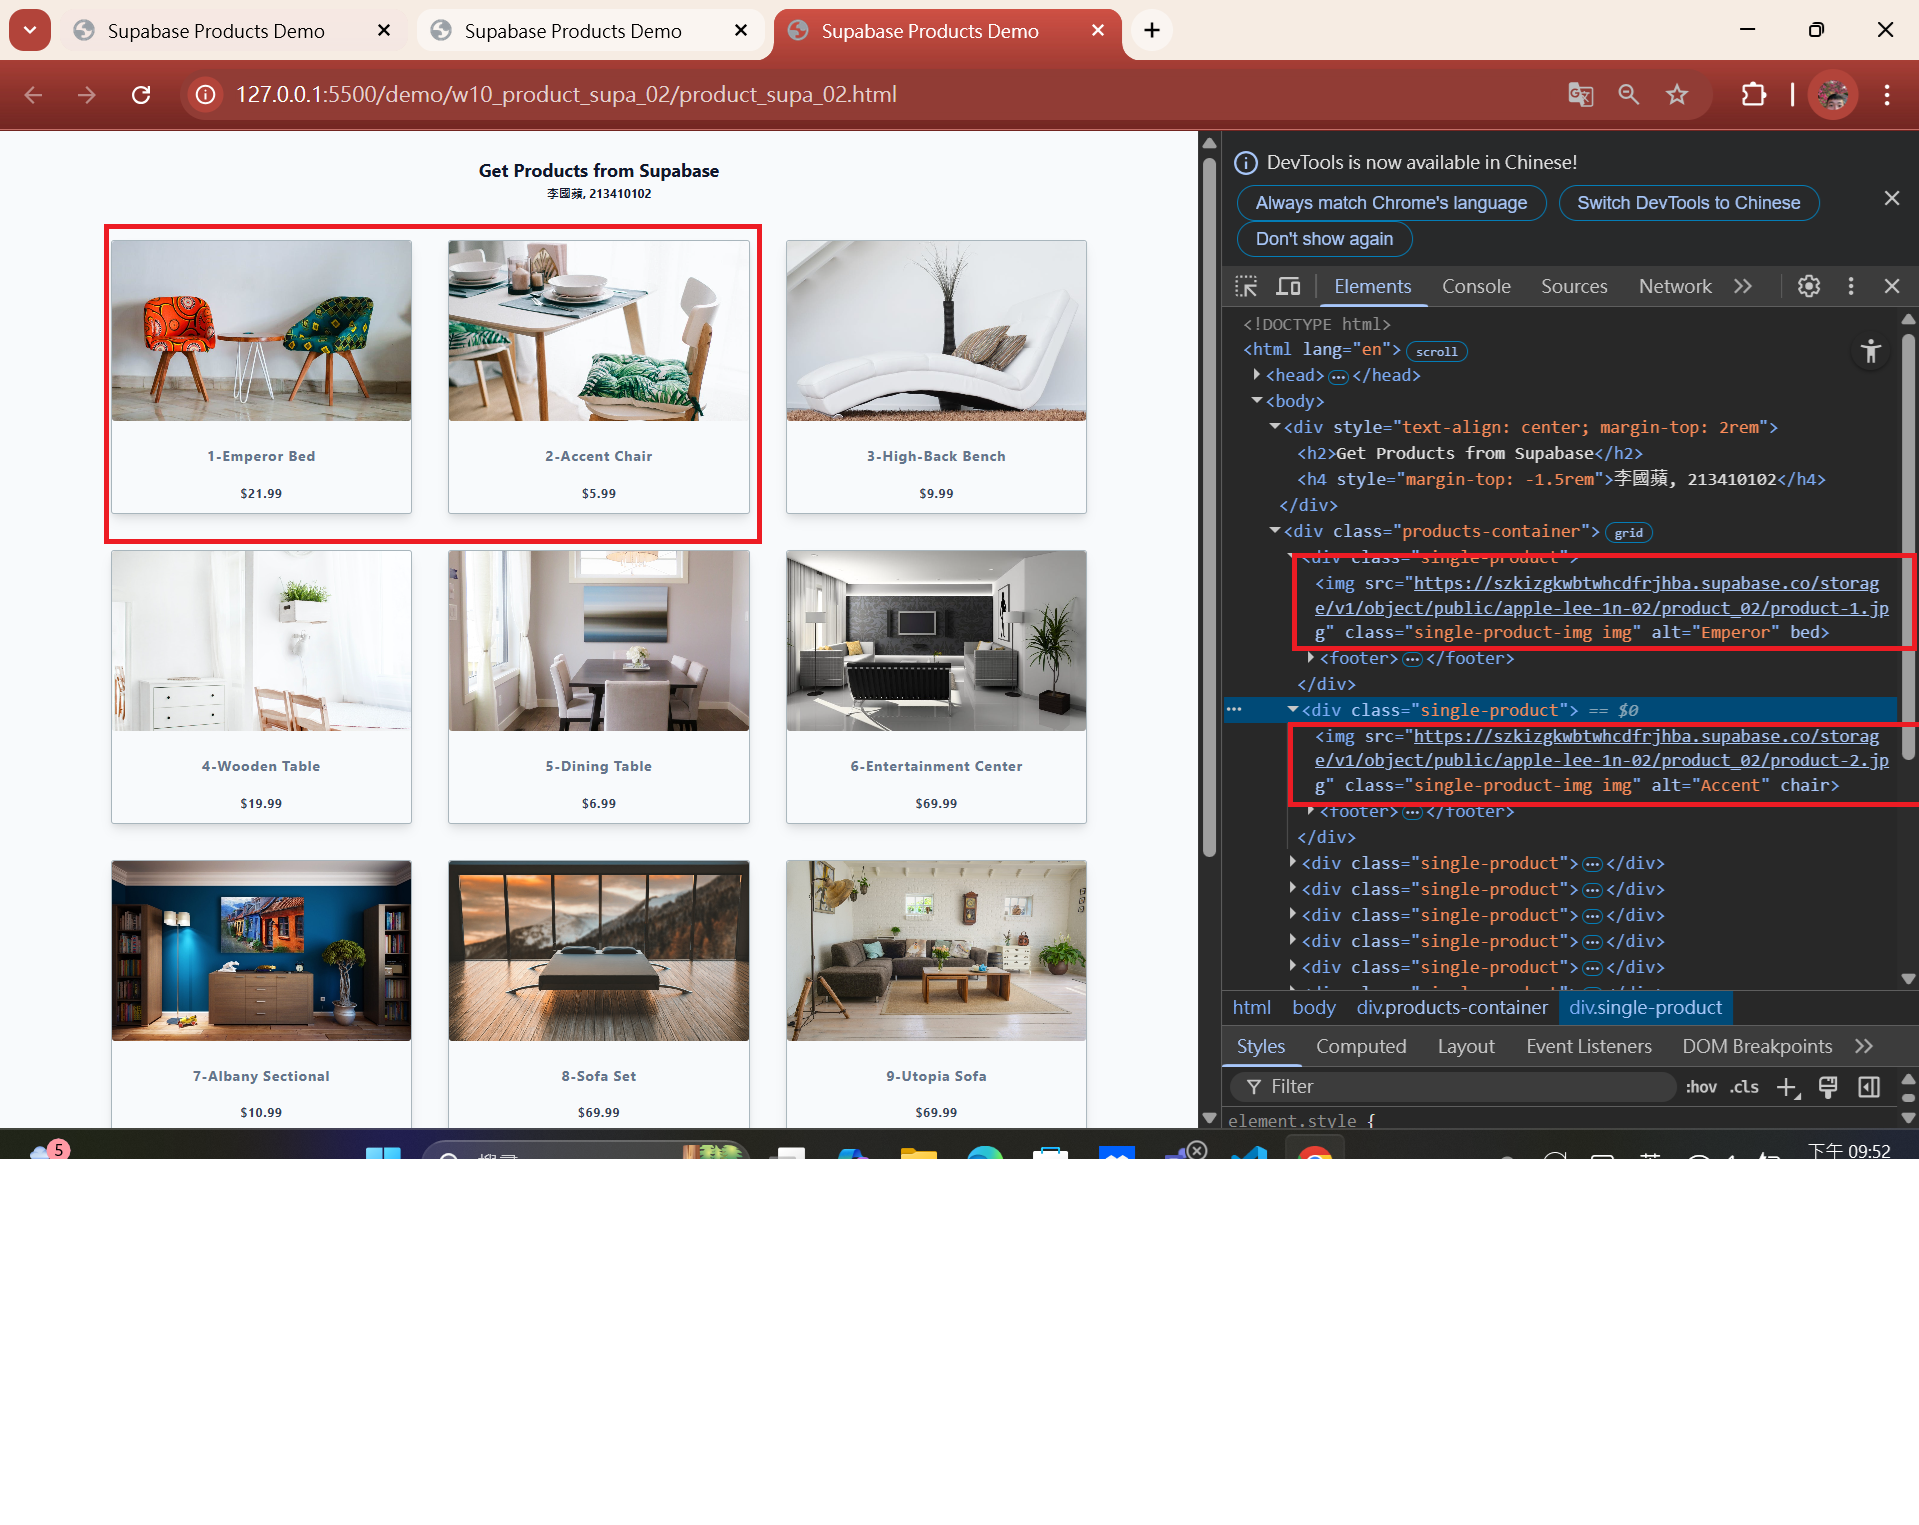 Supabase Products Demo
Supabase Products Demo
Supabase Products Demo
127.0.0.1:5500/demo/w10_product_supa_02/product_supa_02.html
Get Products from Supabase
李國蘋, 213410102
1-Emperor Bed
$21.99
2-Accent Chair
$5.99
3-High-Back Bench
$9.99
4-Wooden Table
$19.99
5-Dining Table
$6.99
6-Entertainment Center
$69.99
7-Albany Sectional
$10.99
8-Sofa Set
$69.99
9-Utopia Sofa
$69.99
DevTools is now available in Chinese!
Always match Chrome's language
Switch DevTools to Chinese
Don't show again
Elements
Console
Sources
Network
<!DOCTYPE html>
<html lang="en"> scroll
<head> … </head>
<body>
<div style="text-align: center; margin-top: 2rem">
<h2>Get Products from Supabase</h2>
<h4 style="margin-top: -1.5rem">李國蘋, 213410102</h4>
</div>
<div class="products-container"> grid
<div class="single-product">
<img src="https://szkizgkwbtwhcdfrjhba.supabase.co/storag
e/v1/object/public/apple-lee-1n-02/product_02/product-1.jp
g" class="single-product-img img" alt="Emperor" bed>
<footer> … </footer>
</div>
<div class="single-product"> == $0
<img src="https://szkizgkwbtwhcdfrjhba.supabase.co/storag
e/v1/object/public/apple-lee-1n-02/product_02/product-2.jp
g" class="single-product-img img" alt="Accent" chair>
<footer> … </footer>
</div>
<div class="single-product"> … </div>
<div class="single-product"> … </div>
<div class="single-product"> … </div>
<div class="single-product"> … </div>
<div class="single-product"> … </div>
html body div.products-container div.single-product
Styles
Computed
Layout
Event Listeners
DOM Breakpoints
Filter
:hov .cls
element.style {
5
下午 09:52